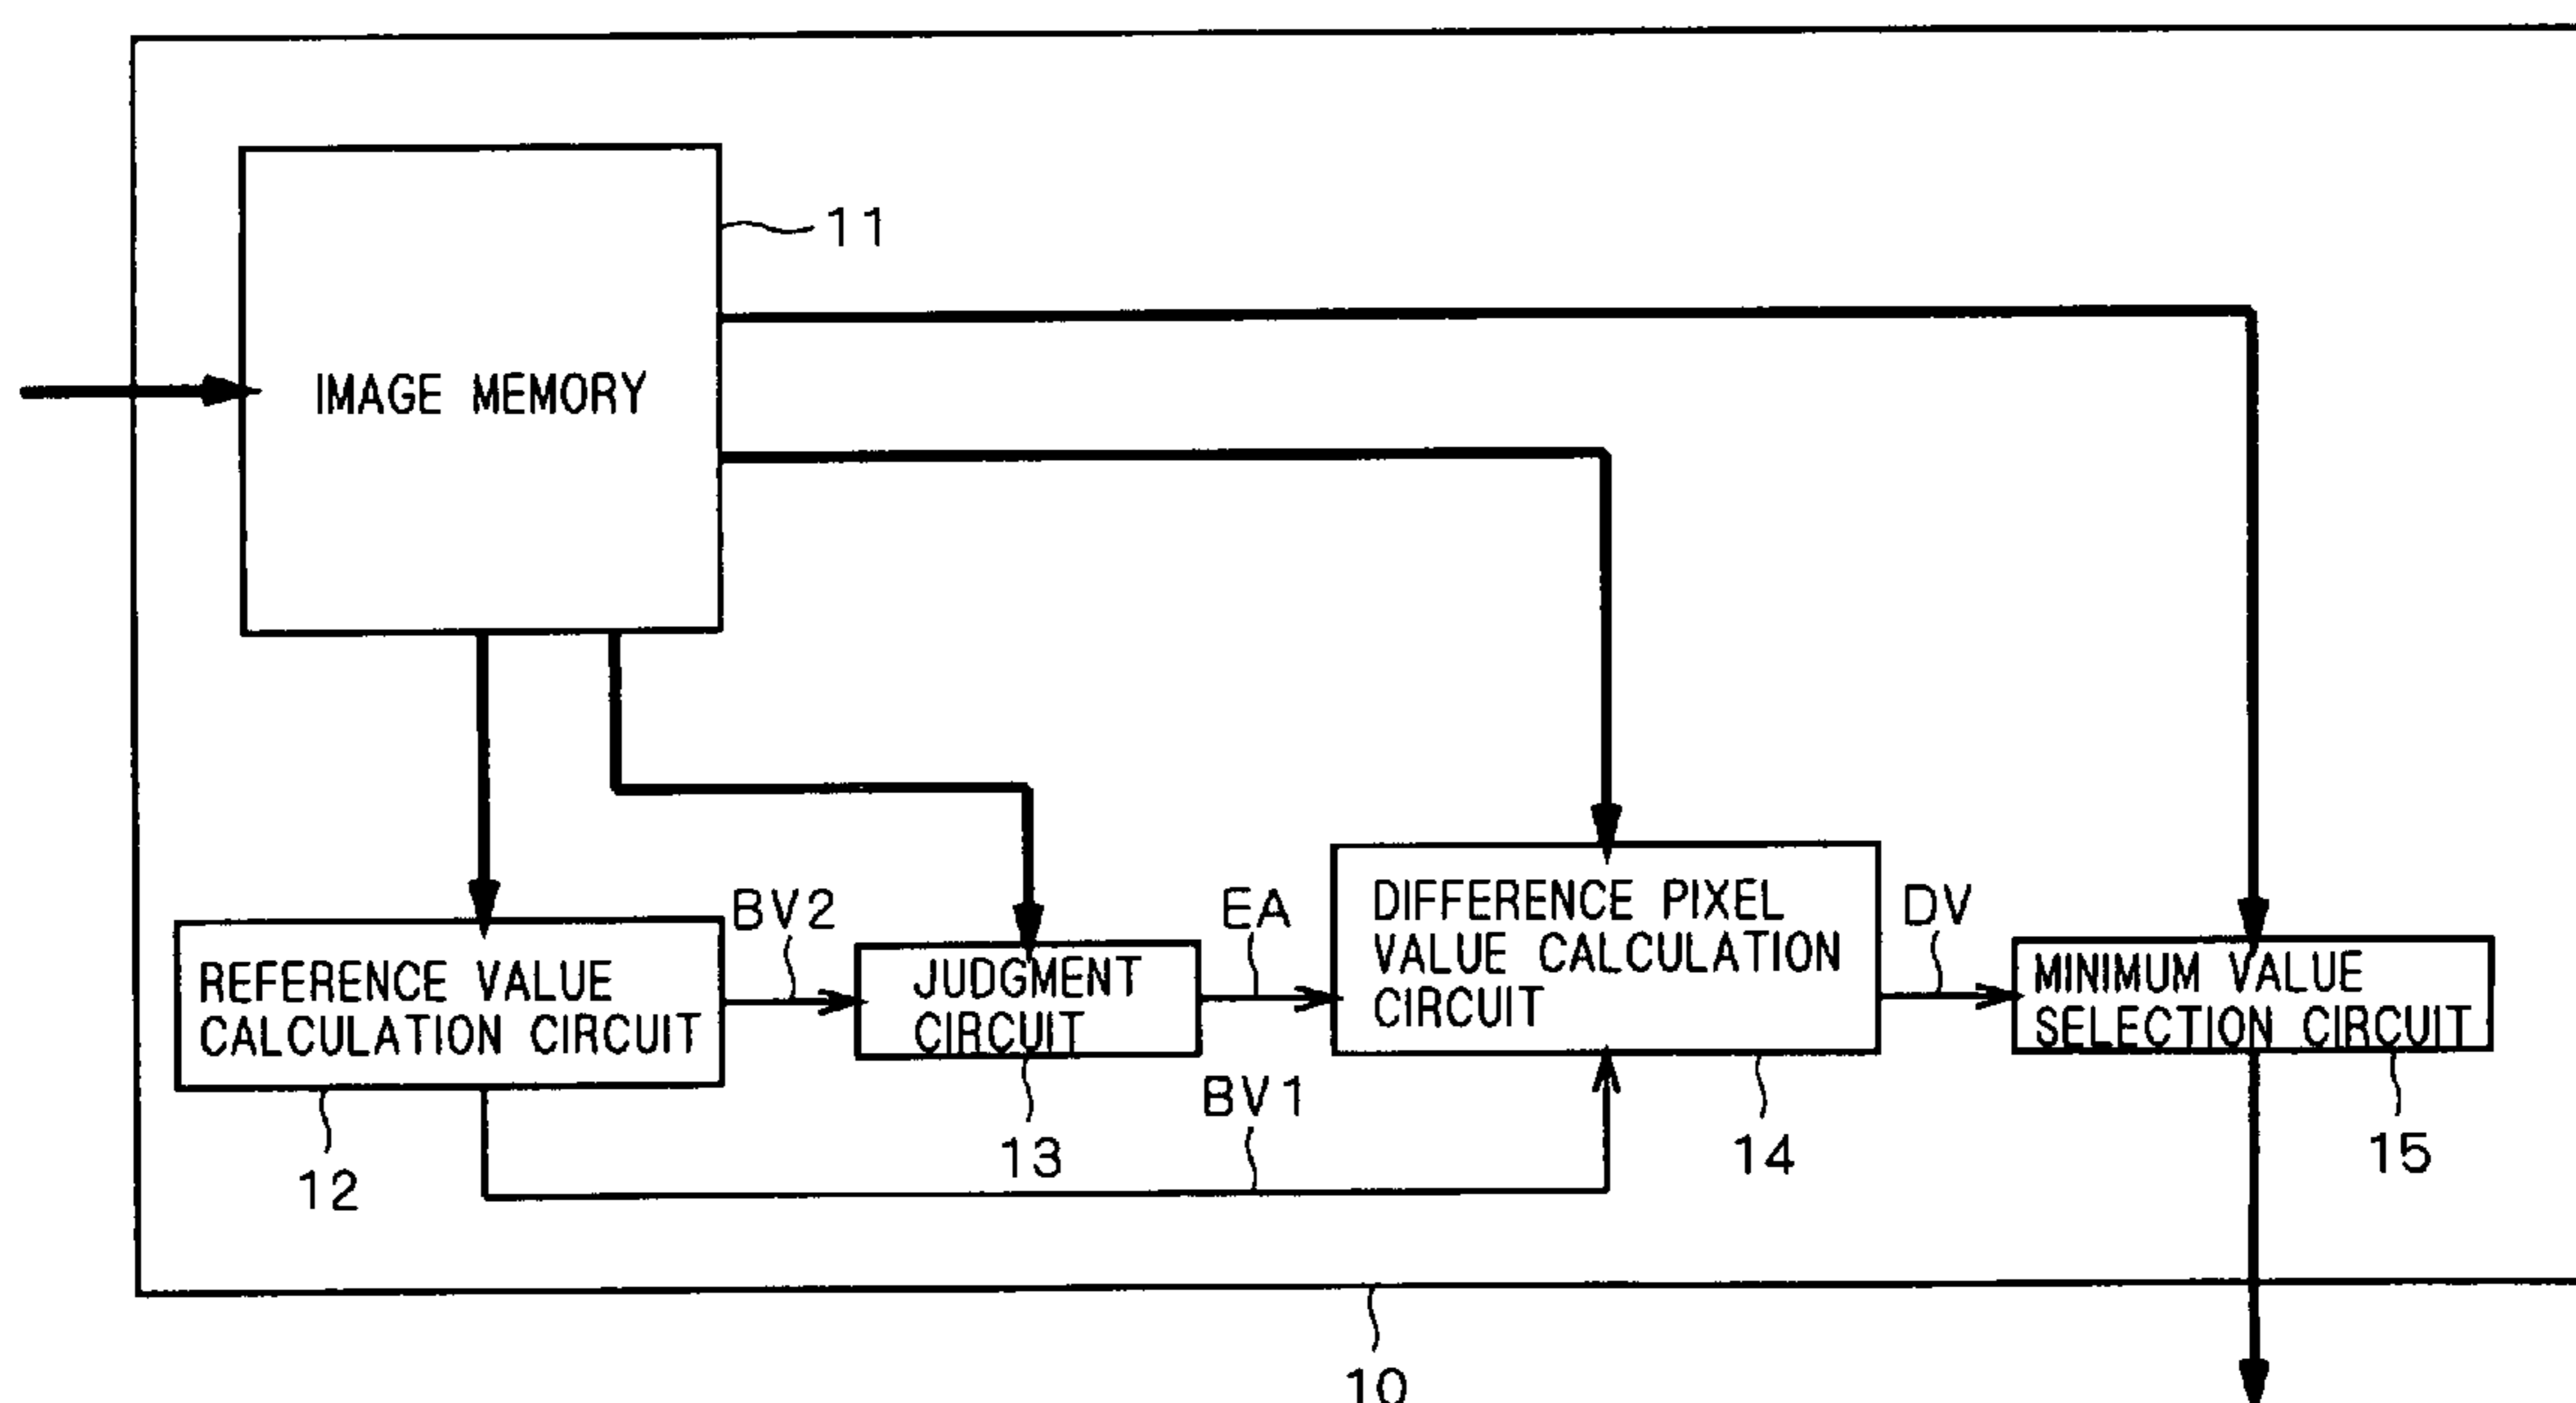 11
IMAGE MEMORY
BV2
EA
DV
REFERENCE VALUE
CALCULATION CIRCUIT
JUDGMENT
CIRCUIT
DIFFERENCE PIXEL
VALUE CALCULATION
CIRCUIT
MINIMUM VALUE
SELECTION CIRCUIT
BV1
12
13
14
15
10